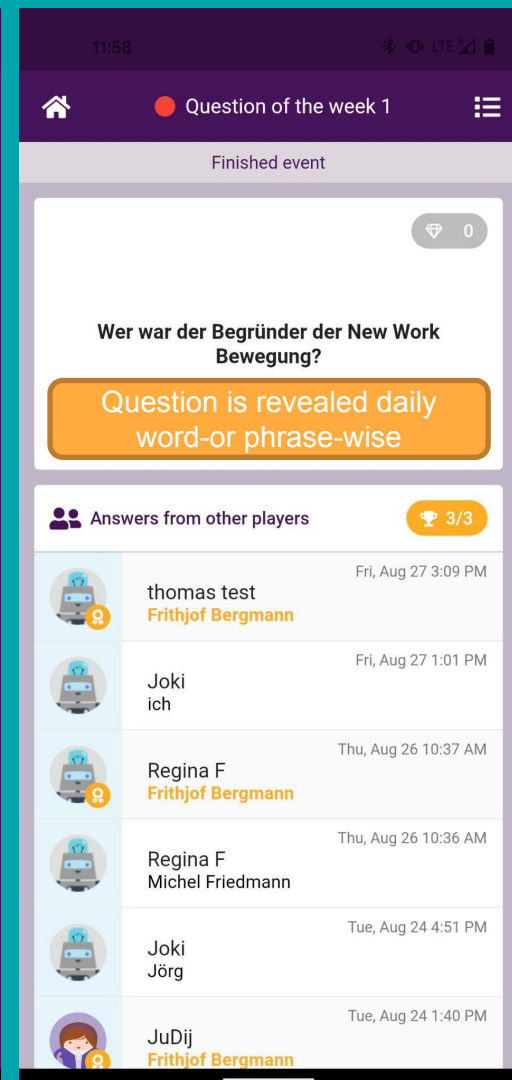 11:58 LTE
Question of the week 1
Finished event
0
Wer war der Begründer der New Work
Bewegung?
Question is revealed daily
word-or phrase-wise
Answers from other players 3/3
Fri, Aug 27 3:09 PM
thomas test
Frithjof Bergmann
Fri, Aug 27 1:01 PM
Joki
ich
Thu, Aug 26 10:37 AM
Regina F
Frithjof Bergmann
Thu, Aug 26 10:36 AM
Regina F
Michel Friedmann
Tue, Aug 24 4:51 PM
Joki
Jörg
Tue, Aug 24 1:40 PM
JuDij
Frithjof Bergmann